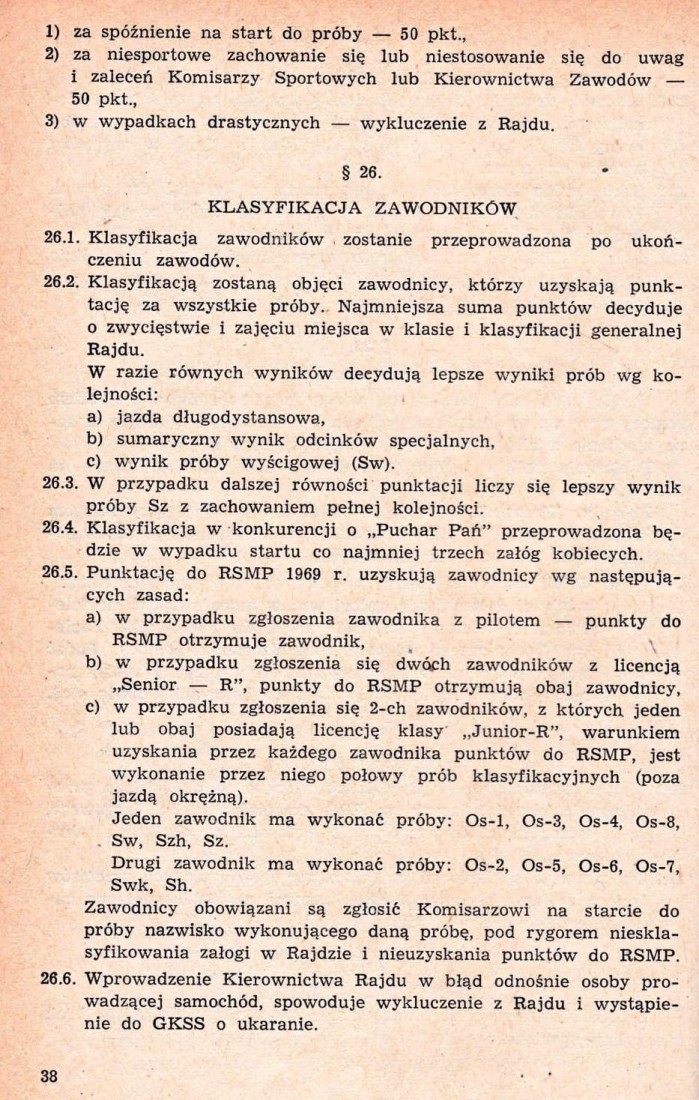 1) za spóźnienie na start do próby — 50 pkt.,
2) za niesportowe zachowanie się lub niestosowanie się do uwag
i zaleceń Komisarzy Sportowych lub Kierownictwa Zawodów —
50 pkt.,
3) w wypadkach drastycznych — wykluczenie z Rajdu.
§ 26.
KLASYFIKACJA ZAWODNIKÓW
26.1. Klasyfikacja zawodników zostanie przeprowadzona po ukoń-
czeniu zawodów.
26.2. Klasyfikacją zostaną objęci zawodnicy, którzy uzyskają punk-
tację za wszystkie próby. Najmniejsza suma punktów decyduje
o zwycięstwie i zajęciu miejsca w klasie i klasyfikacji generalnej
Rajdu.
W razie równych wyników decydują lepsze wyniki prób wg ko-
lejności:
a) jazda długodystansowa,
b) sumaryczny wynik odcinków specjalnych,
c) wynik próby wyścigowej (Sw).
26.3. W przypadku dalszej równości punktacji liczy się lepszy wynik
próby Sz z zachowaniem pełnej kolejności.
26.4. Klasyfikacja w konkurencji o „Puchar Pań” przeprowadzona bę-
dzie w wypadku startu co najmniej trzech załóg kobiecych.
26.5. Punktację do RSMP 1969 r. uzyskują zawodnicy wg następują-
cych zasad:
a) w przypadku zgłoszenia zawodnika z pilotem — punkty do
RSMP otrzymuje zawodnik,
b) w przypadku zgłoszenia się dwóch zawodników z licencją
„Senior — R”, punkty do RSMP otrzymują obaj zawodnicy,
c) w przypadku zgłoszenia się 2-ch zawodników, z których jeden
lub obaj posiadają licencję klasy „Junior-R”, warunkiem
uzyskania przez każdego zawodnika punktów do RSMP, jest
wykonanie przez niego połowy prób klasyfikacyjnych (poza
jazdą okrężną).
Jeden zawodnik ma wykonać próby: Os-1, Os-3, Os-4, Os-8,
Sw, Szh, Sz.
Drugi zawodnik ma wykonać próby: Os-2, Os-5, Os-6, Os-7,
Swk, Sh.
Zawodnicy obowiązani są zgłosić Komisarzowi na starcie do
próby nazwisko wykonującego daną próbę, pod rygorem nieskla-
syfikowania załogi w Rajdzie i nieuzyskania punktów do RSMP.
26.6. Wprowadzenie Kierownictwa Rajdu w błąd odnośnie osoby pro-
wadzącej samochód, spowoduje wykluczenie z Rajdu i wystąpie-
nie do GKSS o ukaranie.
38